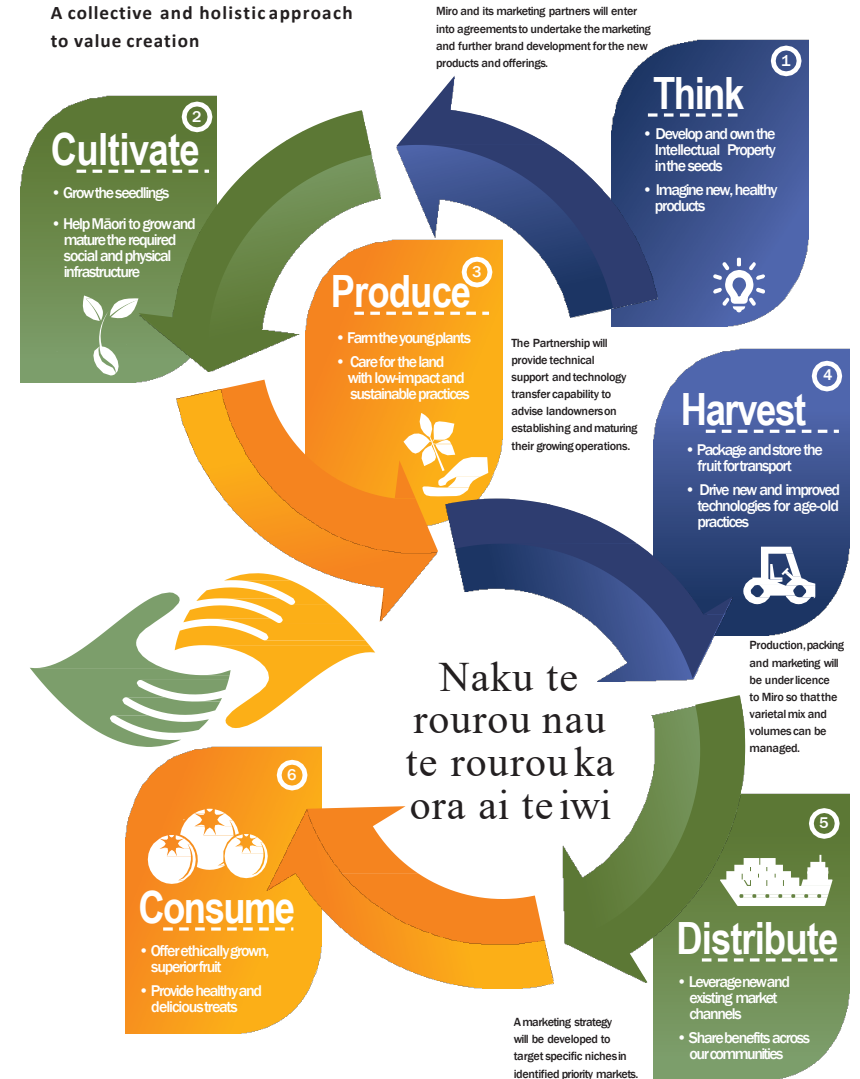 A collective and holistic approach
to value creation
Miro and its marketing partners will enter
into agreements to undertake the marketing
and further brand development for the new
products and offerings.
1
Think
• Develop and own the
Intellectual Property
in the seeds
• Imagine new, healthy
products
2
Cultivate
• Grow the seedlings
• Help Māori to grow and
mature the required
social and physical
infrastructure
3
Produce
• Farm the young plants
• Care for the land
with low-impact and
sustainable practices
The Partnership will
provide technical
support and technology
transfer capability to
advise landowners on
establishing and maturing
their growing operations.
4
Harvest
• Package and store the
fruit for transport
• Drive new and improved
technologies for age-old
practices
Production, packing
and marketing will
be under licence
to Miro so that the
varietal mix and
volumes can be
managed.
Naku te
rourou nau
te rourou ka
ora ai te iwi
5
Distribute
• Leverage new and
existing market
channels
• Share benefits across
our communities
6
Consume
• Offer ethically grown,
superior fruit
• Provide healthy and
delicious treats
A marketing strategy
will be developed to
target specific niches in
identified priority markets.